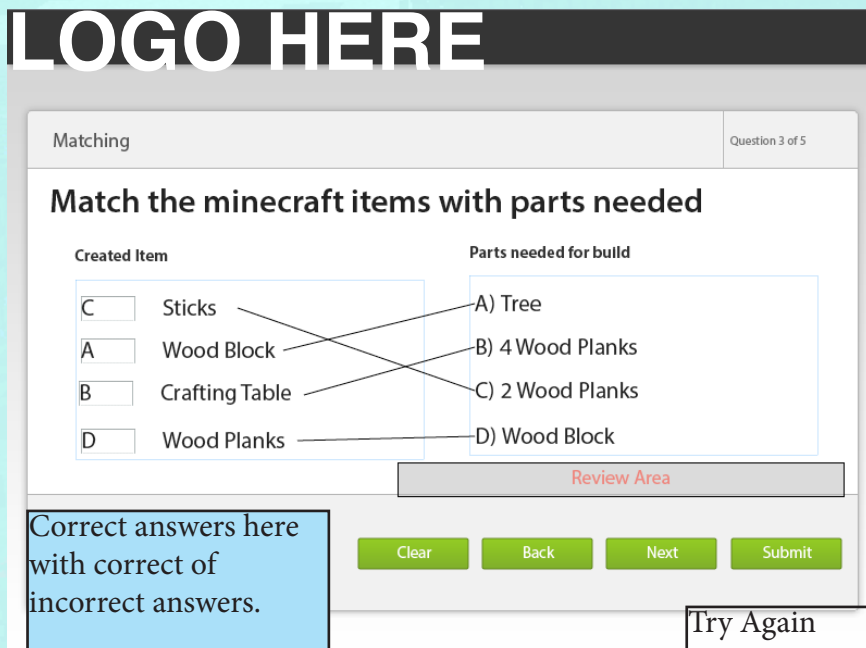 LOGO HERE
Matching
Question 3 of 5
Match the minecraft items with parts needed
Created Item
Parts needed for build
C Sticks
A) Tree
A Wood Block
B) 4 Wood Planks
B Crafting Table
C) 2 Wood Planks
D Wood Planks
D) Wood Block
Review Area
Correct answers here
with correct of
incorrect answers.
Clear Back Next Submit
Try Again